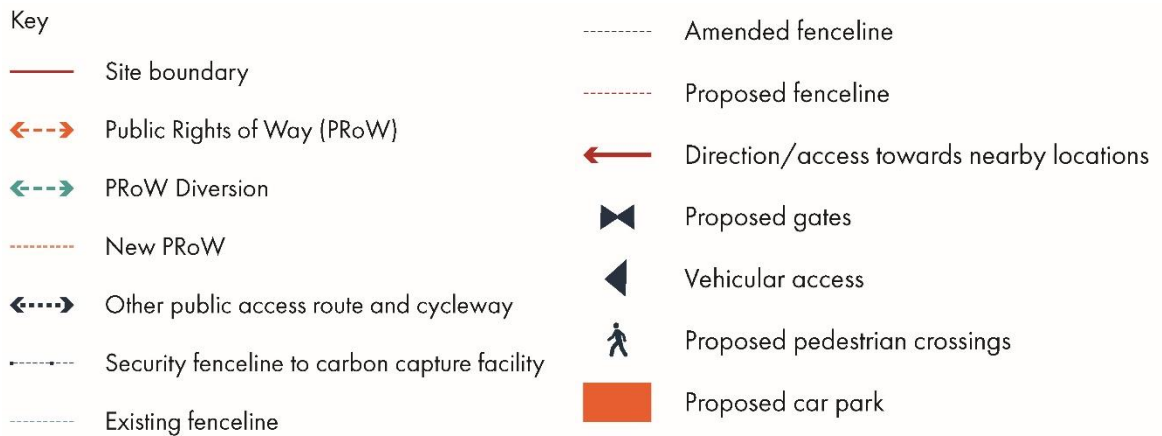 Key
Site boundary
Public Rights of Way (PRoW)
PRoW Diversion
New PRoW
Other public access route and cycleway
Security fenceline to carbon capture facility
Existing fenceline
Amended fenceline
Proposed fenceline
Direction/access towards nearby locations
Proposed gates
Vehicular access
Proposed pedestrian crossings
Proposed car park